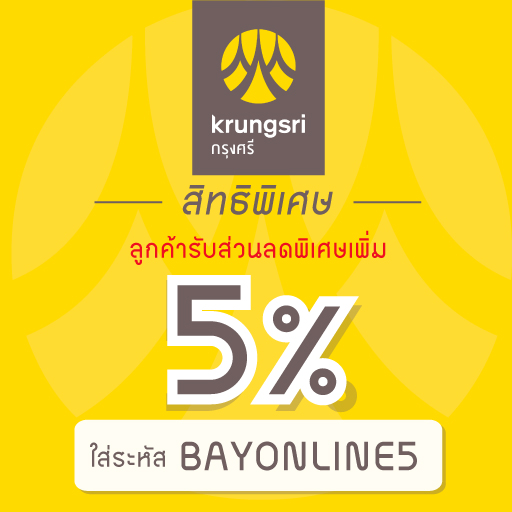 krungsri
กรุงศรี
สิทธิพิเศษ
ลูกค้ารับส่วนลดพิเศษเพิ่ม
5%
ใส่รหัส BAYONLINE5